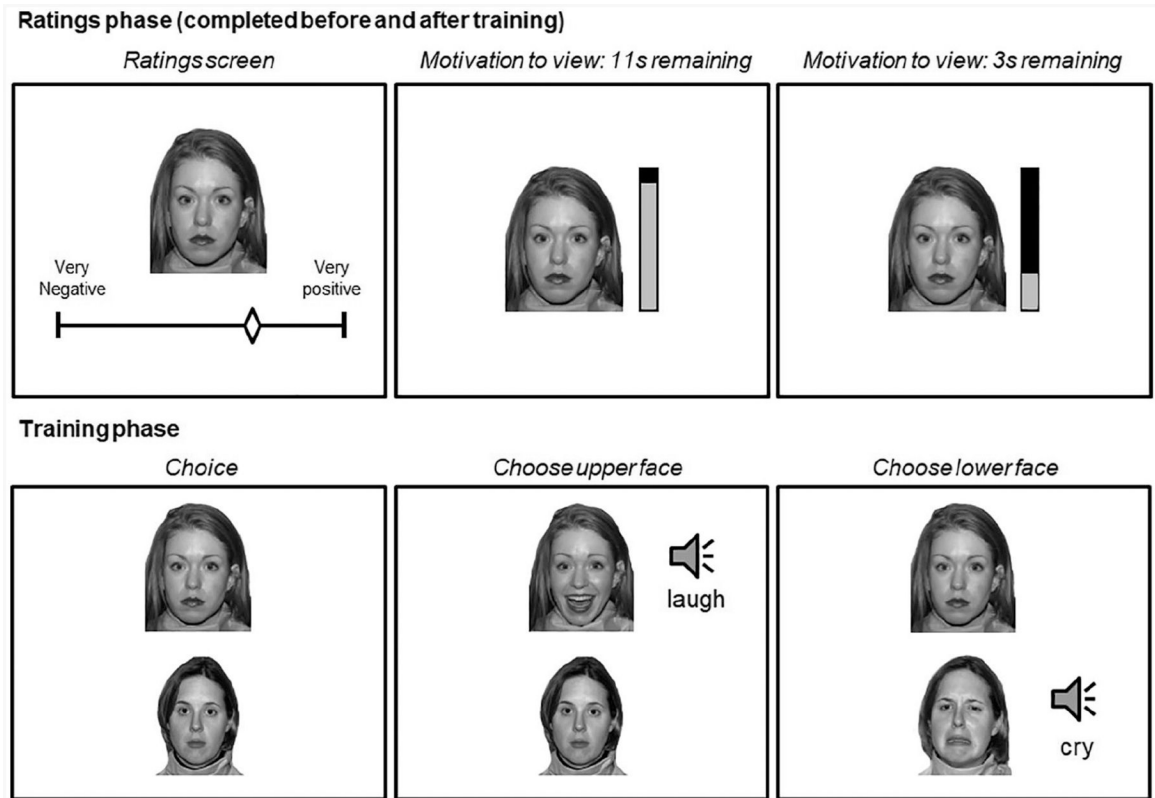 Ratings phase (completed before and after training)
Ratings screen
Motivation to view: 11s remaining
Motivation to view: 3s remaining
Very
Negative
Very
positive
Training phase
Choice
Choose upper face
Choose lower face
laugh
cry